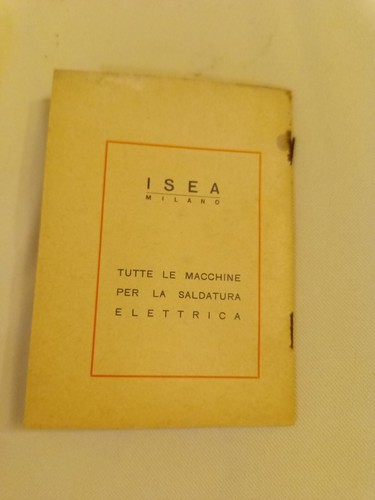 ISEA
MILANO
TUTTE LE MACCHINE
PER LA SALDATURA
ELETTRICA